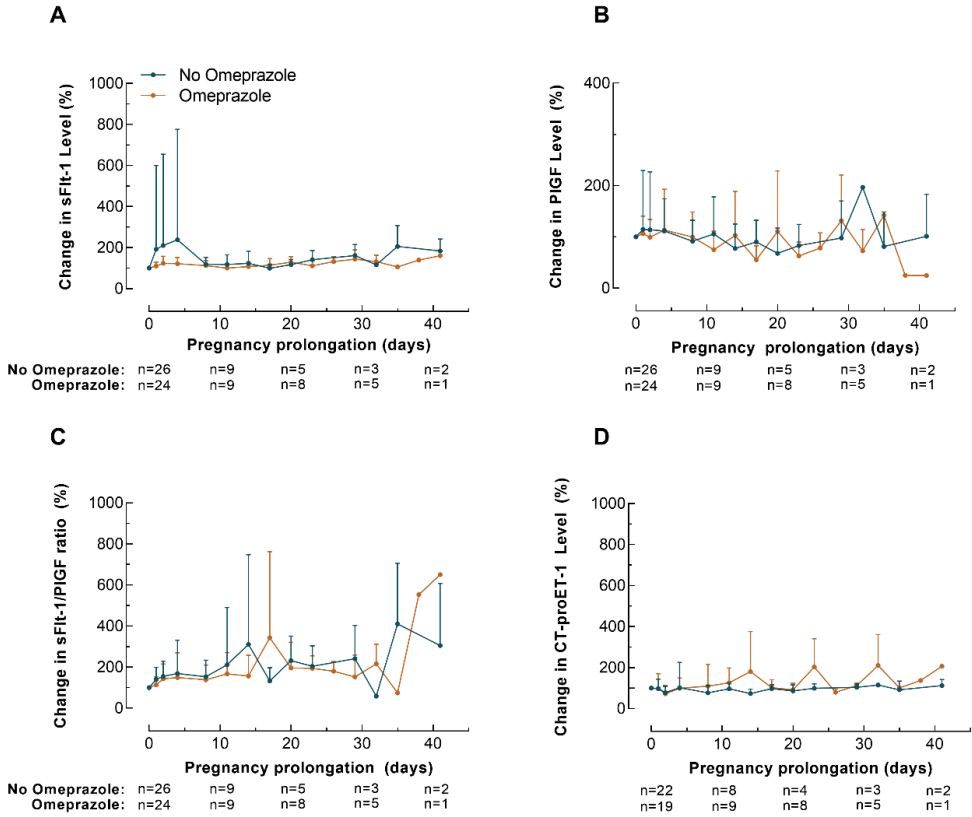 A
No Omeprazole
Omeprazole
Change in sFlt-1 Level (%)
1000
800
600
400
200
0
0 10 20 30 40
Pregnancy prolongation (days)
No Omeprazole: n=26 n=9 n=5 n=3 n=2
Omeprazole: n=24 n=9 n=8 n=5 n=1
B
Change in PlGF Level (%)
400
200
0
0 10 20 30 40
Pregnancy prolongation (days)
n=26 n=9 n=5 n=3 n=2
n=24 n=9 n=8 n=5 n=1
C
Change in sFlt-1/PlGF ratio (%)
1000
800
600
400
200
0
0 10 20 30 40
Pregnancy prolongation (days)
No Omeprazole: n=26 n=9 n=5 n=3 n=2
Omeprazole: n=24 n=9 n=8 n=5 n=1
D
Change in CT-proET-1 Level (%)
1000
800
600
400
200
0
0 10 20 30 40
Pregnancy prolongation (days)
n=22 n=8 n=4 n=3 n=2
n=19 n=9 n=8 n=5 n=1